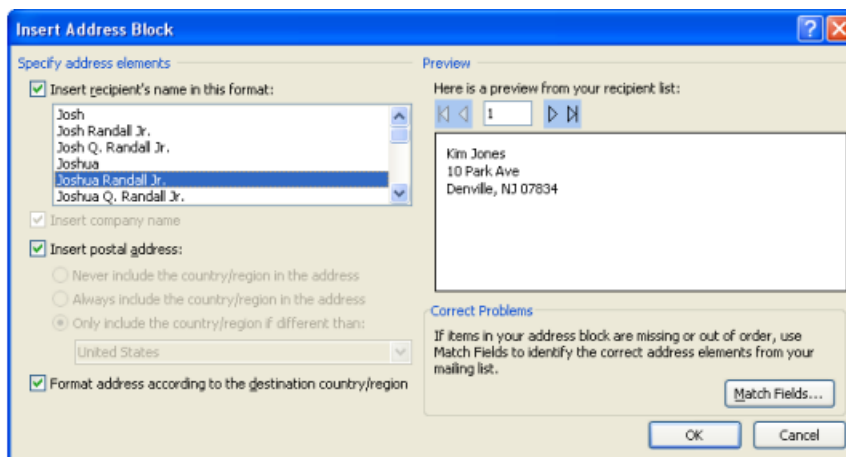 Insert Address Block
Specify address elements
Insert recipient's name in this format:
Josh
Josh Randall Jr.
Josh Q. Randall Jr.
Joshua
Joshua Randall Jr.
Joshua Q. Randall Jr.
Insert company name
Insert postal address:
Never include the country/region in the address
Always include the country/region in the address
Only include the country/region if different than:
United States
Format address according to the destination country/region
Preview
Here is a preview from your recipient list:
1
Kim Jones
10 Park Ave
Denville, NJ 07834
Correct Problems
If items in your address block are missing or out of order, use
Match Fields to identify the correct address elements from your
mailing list.
Match Fields...
OK
Cancel